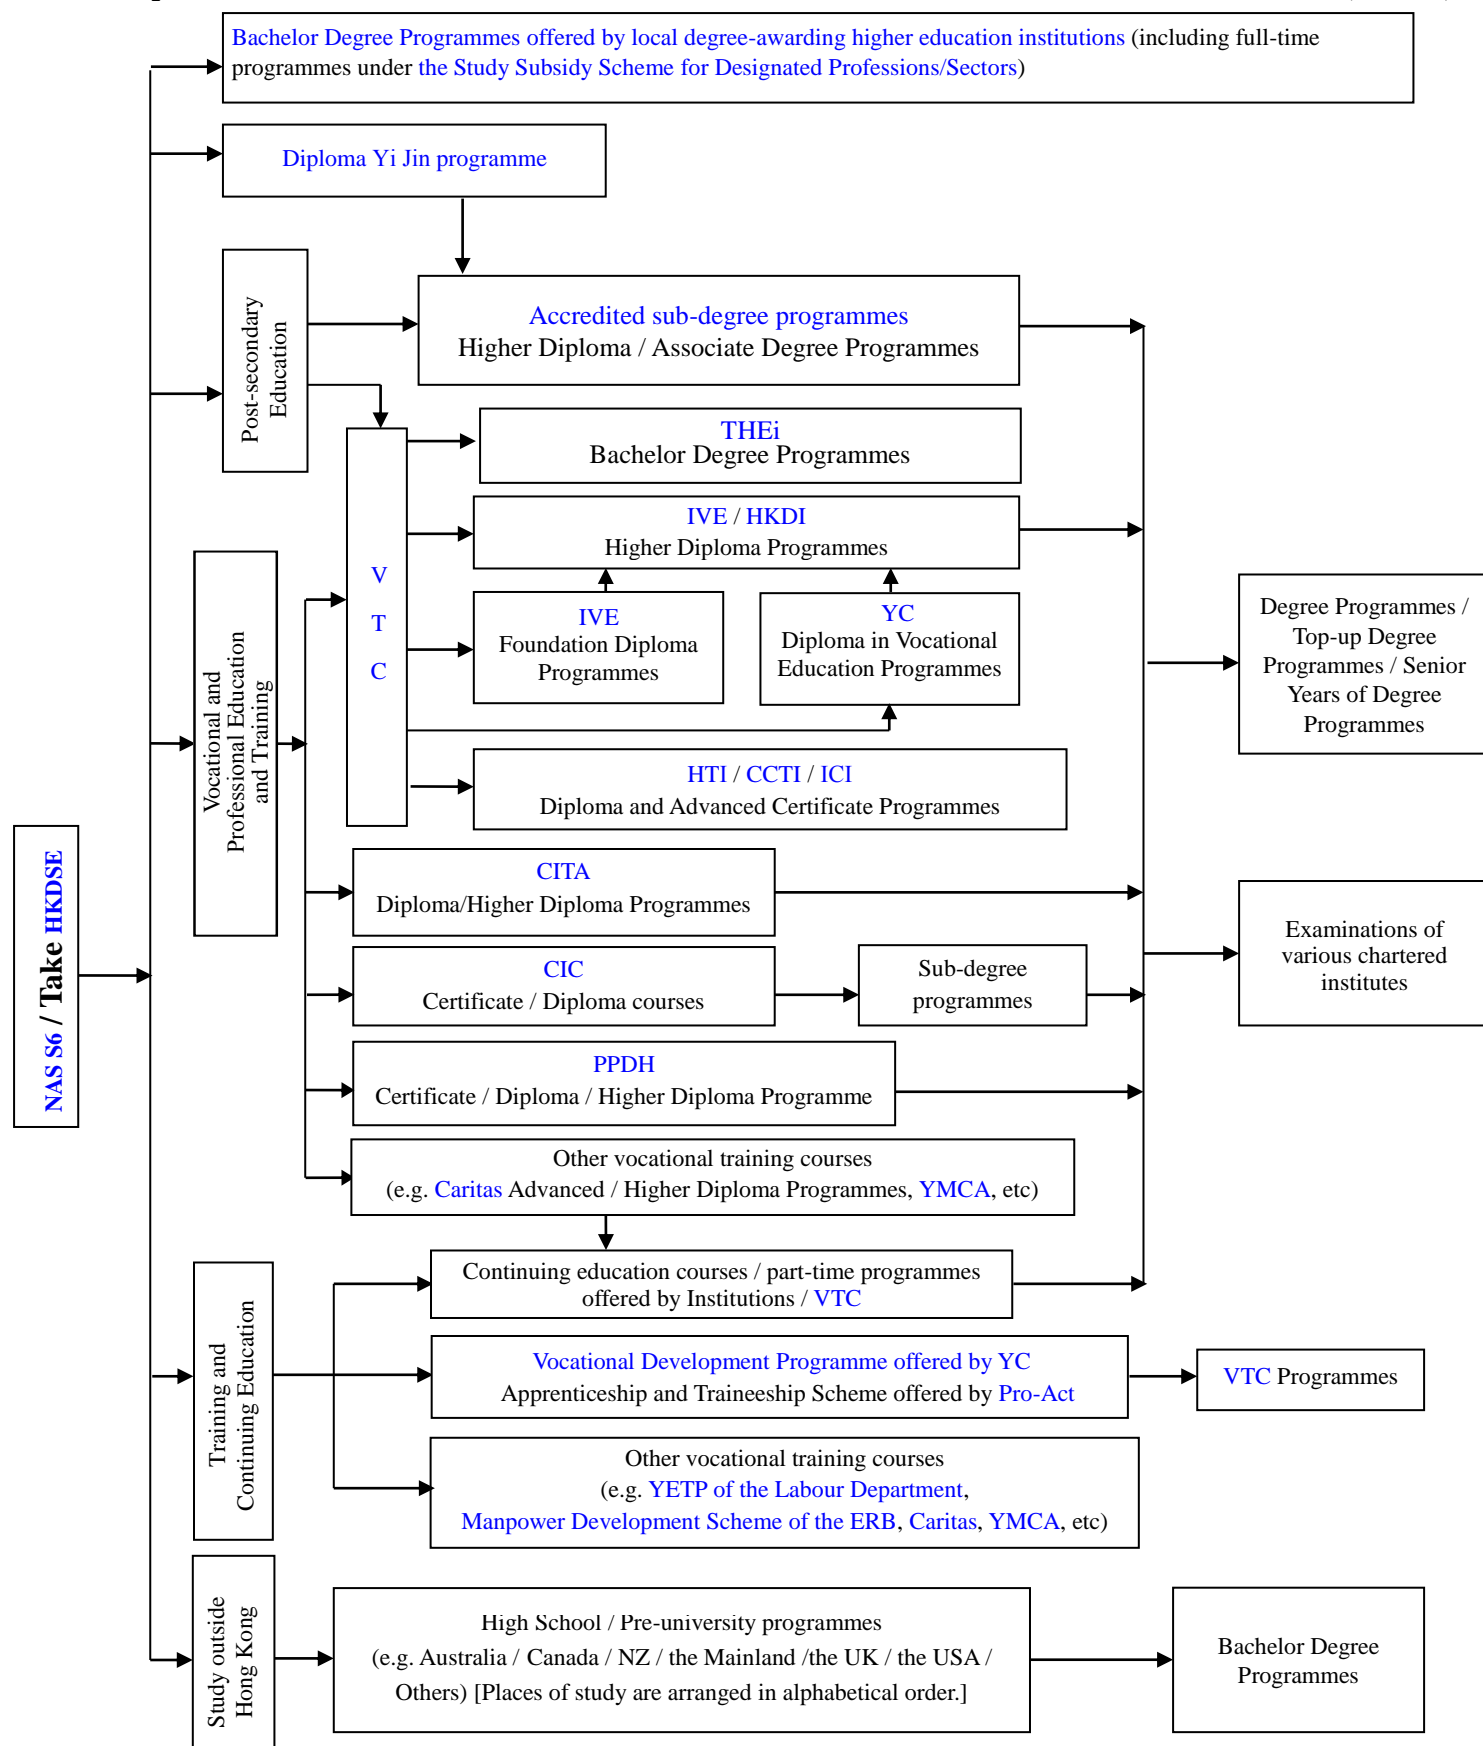 Bachelor Degree Programmes offered by local degree-awarding higher education institutions (including full-time
programmes under the Study Subsidy Scheme for Designated Professions/Sectors)
Diploma Yi Jin programme
Post-secondary
Education
Accredited sub-degree programmes
Higher Diploma / Associate Degree Programmes
V
T
C
THEi
Bachelor Degree Programmes
IVE / HKDI
Higher Diploma Programmes
IVE
Foundation Diploma
Programmes
YC
Diploma in Vocational
Education Programmes
HTI / CCTI / ICI
Diploma and Advanced Certificate Programmes
Degree Programmes /
Top-up Degree
Programmes / Senior
Years of Degree
Programmes
Vocational and
Professional Education
and Training
NAS S6 / Take HKDSE
CITA
Diploma/Higher Diploma Programmes
CIC
Certificate / Diploma courses
Sub-degree
programmes
Examinations of
various chartered
institutes
PPDH
Certificate / Diploma / Higher Diploma Programme
Other vocational training courses
(e.g. Caritas Advanced / Higher Diploma Programmes, YMCA, etc)
Training and
Continuing Education
Continuing education courses / part-time programmes
offered by Institutions / VTC
Vocational Development Programme offered by YC
Apprenticeship and Traineeship Scheme offered by Pro-Act
VTC Programmes
Other vocational training courses
(e.g. YETP of the Labour Department,
Manpower Development Scheme of the ERB, Caritas, YMCA, etc)
Study outside
Hong Kong
High School / Pre-university programmes
(e.g. Australia / Canada / NZ / the Mainland /the UK / the USA /
Others) [Places of study are arranged in alphabetical order.]
Bachelor Degree
Programmes